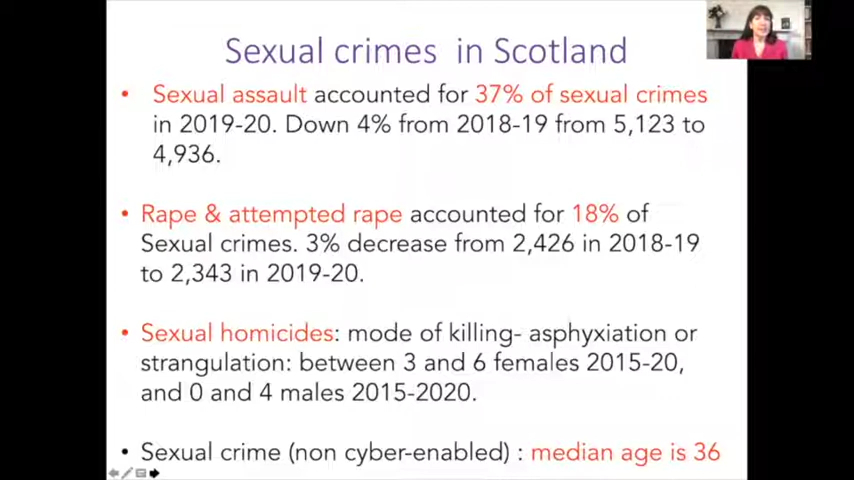 Sexual crimes in Scotland
• Sexual assault accounted for 37% of sexual crimes
in 2019-20. Down 4% from 2018-19 from 5,123 to
4,936.
• Rape & attempted rape accounted for 18% of
Sexual crimes. 3% decrease from 2,426 in 2018-19
to 2,343 in 2019-20.
• Sexual homicides: mode of killing- asphyxiation or
strangulation: between 3 and 6 females 2015-20,
and 0 and 4 males 2015-2020.
• Sexual crime (non cyber-enabled) : median age is 36